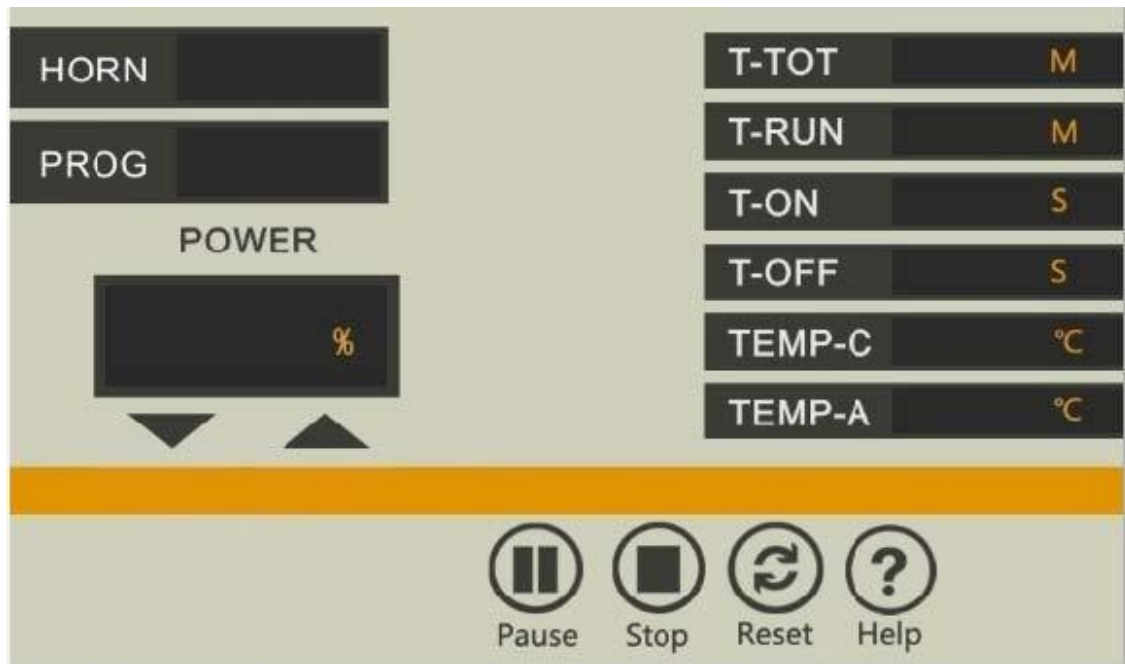 HORN
PROG
POWER
%
T-TOT M
T-RUN M
T-ON S
T-OFF S
TEMP-C °C
TEMP-A °C
Pause Stop Reset Help